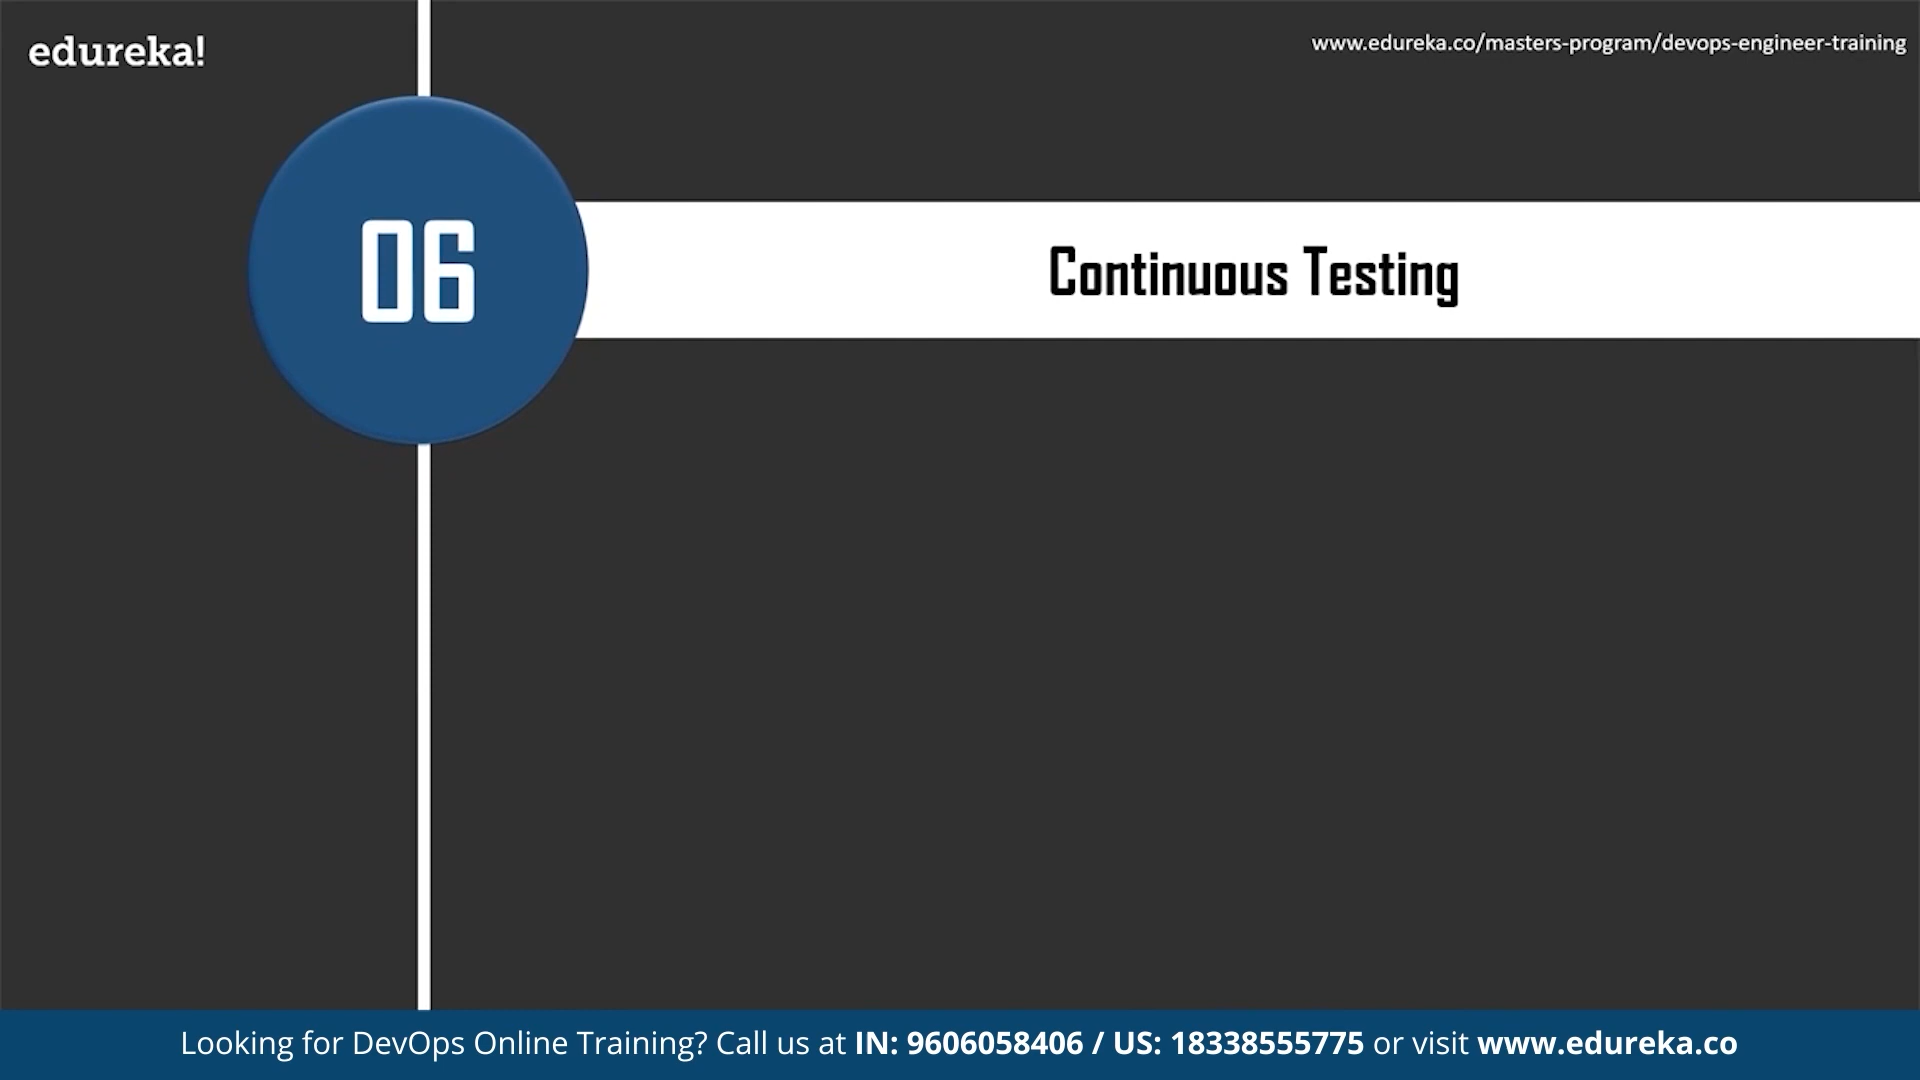 edureka!
www.edureka.co/masters-program/devops-engineer-training
06
Continuous Testing
Looking for DevOps Online Training? Call us at IN: 9606058406 / US: 18338555775 or visit www.edureka.co